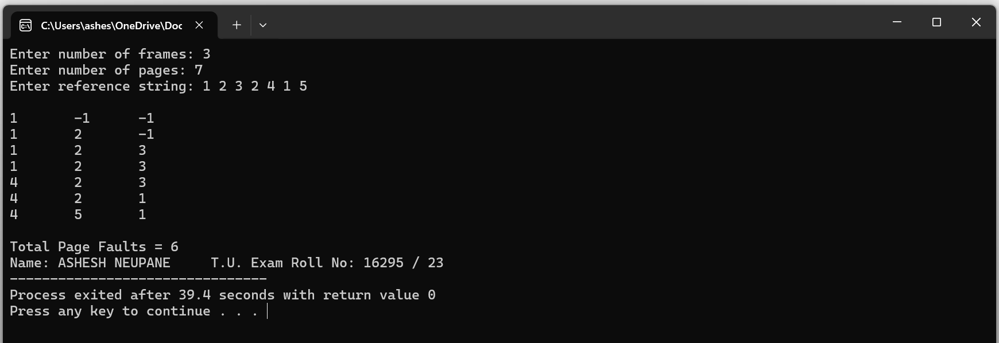 C:\Users\ashes\OneDrive\Doc
Enter number of frames: 3
Enter number of pages: 7
Enter reference string: 1 2 3 2 4 1 5
1 -1 -1
1 2 -1
1 2 3
1 2 3
4 2 3
4 2 1
4 5 1
Total Page Faults = 6
Name: ASHESH NEUPANE T.U. Exam Roll No: 16295 / 23
--------------------------------
Process exited after 39.4 seconds with return value 0
Press any key to continue . . .